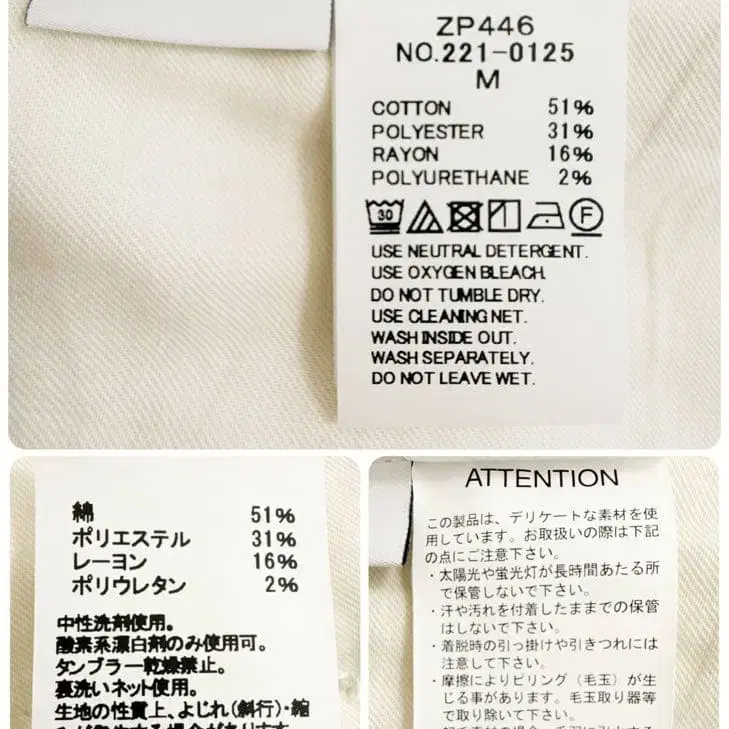 ZP446
NO.221-0125
M
COTTON 51%
POLYESTER 31%
RAYON 16%
POLYURETHANE 2%
30 F
USE NEUTRAL DETERGENT.
USE OXYGEN BLEACH.
DO NOT TUMBLE DRY.
USE CLEANING NET.
WASH INSIDE OUT.
WASH SEPARATELY.
DO NOT LEAVE WET.
綿 51%
ポリエステル 31%
レーヨン 16%
ポリウレタン 2%
中性洗剤使用。
酸素系漂白剤のみ使用可。
タンブラー乾燥禁止。
裏洗いネット使用。
生地の性質上、よじれ(斜行)・縮
ATTENTION
この製品は、デリケートな素材を使
用しています。お取扱いの際は下記
の点にご注意下さい。
・太陽光や蛍光灯が長時間あたる所
で保管しないで下さい。
・汗や汚れを付着したままでの保管
はしないで下さい。
・着脱時の引っ掛けや引きつれには
注意して下さい。
・摩擦によりピリング（毛玉）が生
じる事があります。毛玉取り器等
で取り除いて下さい。